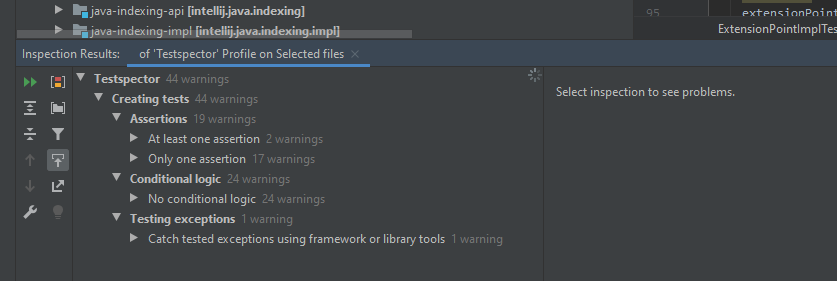 java-indexing-api [intellij.java.indexing]
95
java-indexing-impl [intellij.java.indexing.impl]
ExtensionPointImplTes
Inspection Results: of 'Testspector' Profile on Selected files
Testspector 44 warnings
Select inspection to see problems.
Creating tests 44 warnings
Assertions 19 warnings
At least one assertion 2 warnings
Only one assertion 17 warnings
Conditional logic 24 warnings
No conditional logic 24 warnings
Testing exceptions 1 warning
Catch tested exceptions using framework or library tools 1 warning